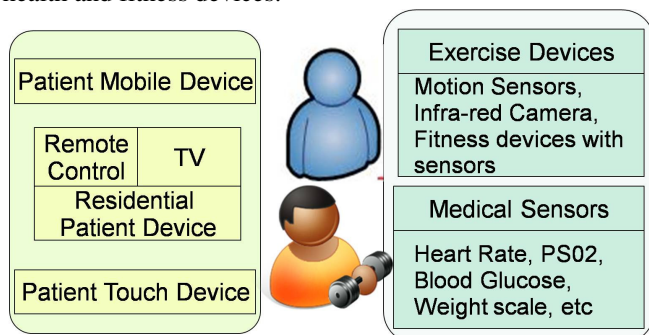 health and fitness devices.
Patient Mobile Device
Remote
Control
TV
Residential
Patient Device
Patient Touch Device
Exercise Devices
Motion Sensors,
Infra-red Camera,
Fitness devices with
sensors
Medical Sensors
Heart Rate, PS02,
Blood Glucose,
Weight scale, etc